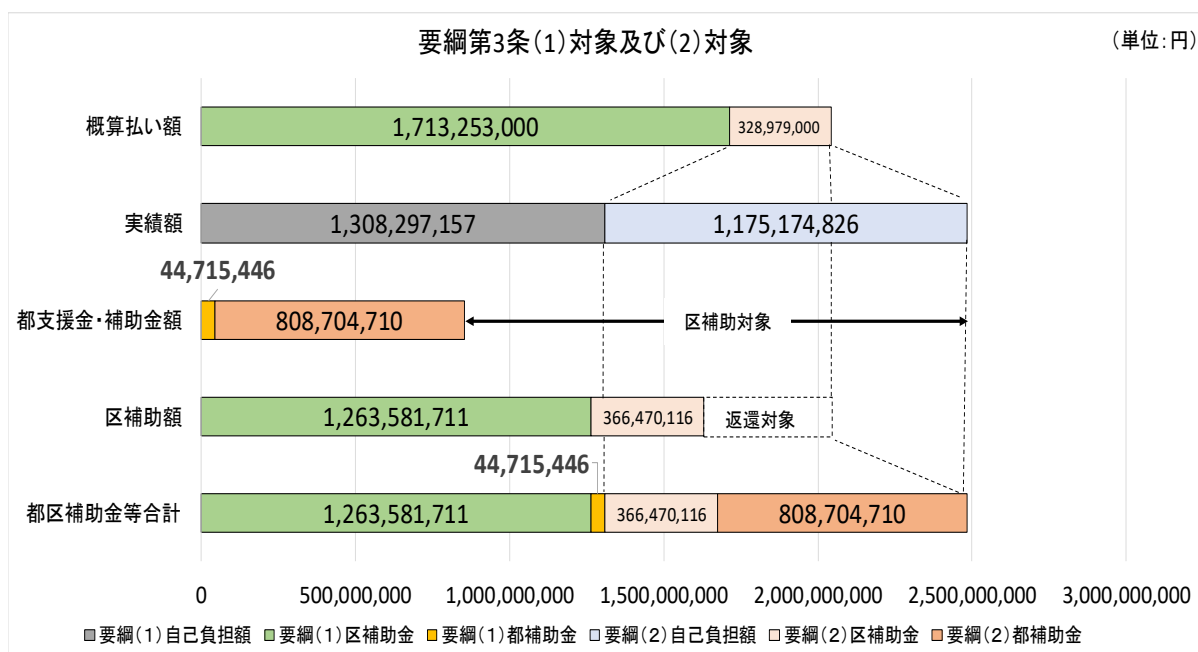 要綱第3条(1)対象及び(2)対象
(単位:円)
概算払い額
1,713,253,000
328,979,000
実績額
1,308,297,157
1,175,174,826
44,715,446
都支援金・補助金額
808,704,710
区補助対象
区補助額
1,263,581,711
366,470,116
返還対象
44,715,446
都区補助金等合計
1,263,581,711
366,470,116
808,704,710
0
500,000,000
1,000,000,000
1,500,000,000
2,000,000,000
2,500,000,000
3,000,000,000
要綱(1)自己負担額
要綱(1)区補助金
要綱(1)都補助金
要綱(2)自己負担額
要綱(2)区補助金
要綱(2)都補助金